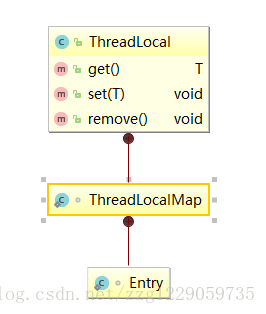 ThreadLocal
get() T
set(T) void
remove() void
ThreadLocalMap
Entry
log.csdn.net/zzg1229059735